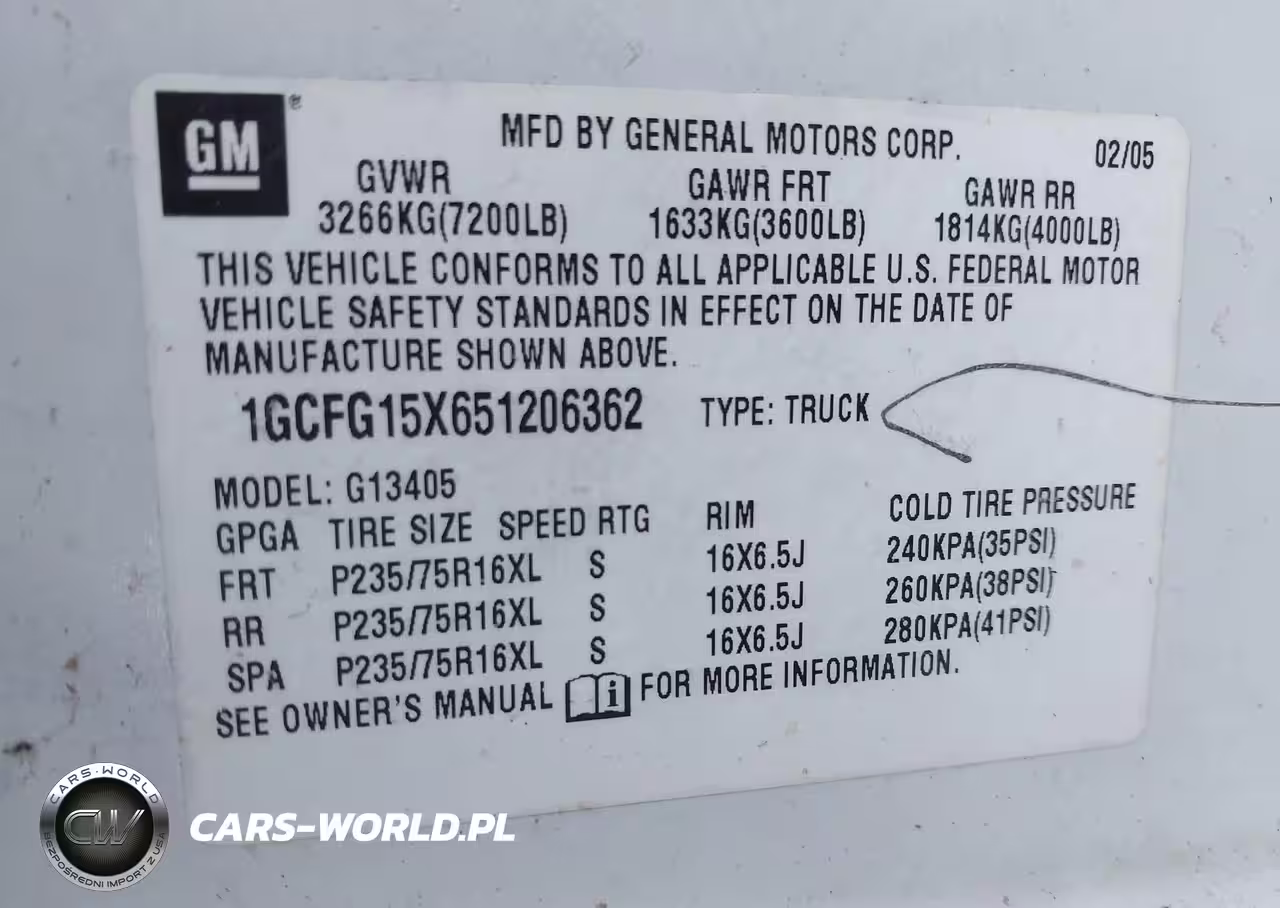 GM®
MFD BY GENERAL MOTORS CORP. 02/05
GVWR GAWR FRT GAWR RR
3266KG(7200LB) 1633KG(3600LB) 1814KG(4000LB)
THIS VEHICLE CONFORMS TO ALL APPLICABLE U.S. FEDERAL MOTOR
VEHICLE SAFETY STANDARDS IN EFFECT ON THE DATE OF
MANUFACTURE SHOWN ABOVE.
1GCFG15X651206362 TYPE: TRUCK
MODEL: G13405
GPGA TIRE SIZE SPEED RTG RIM COLD TIRE PRESSURE
FRT P235/75R16XL S 16X6.5J 240KPA(35PSI)
RR P235/75R16XL S 16X6.5J 260KPA(38PSI)
SPA P235/75R16XL S 16X6.5J 280KPA(41PSI)
SEE OWNER'S MANUAL i FOR MORE INFORMATION.
CARS-WORLD
CW
BEZPOŚREDNI IMPORT Z USA
CARS-WORLD.PL